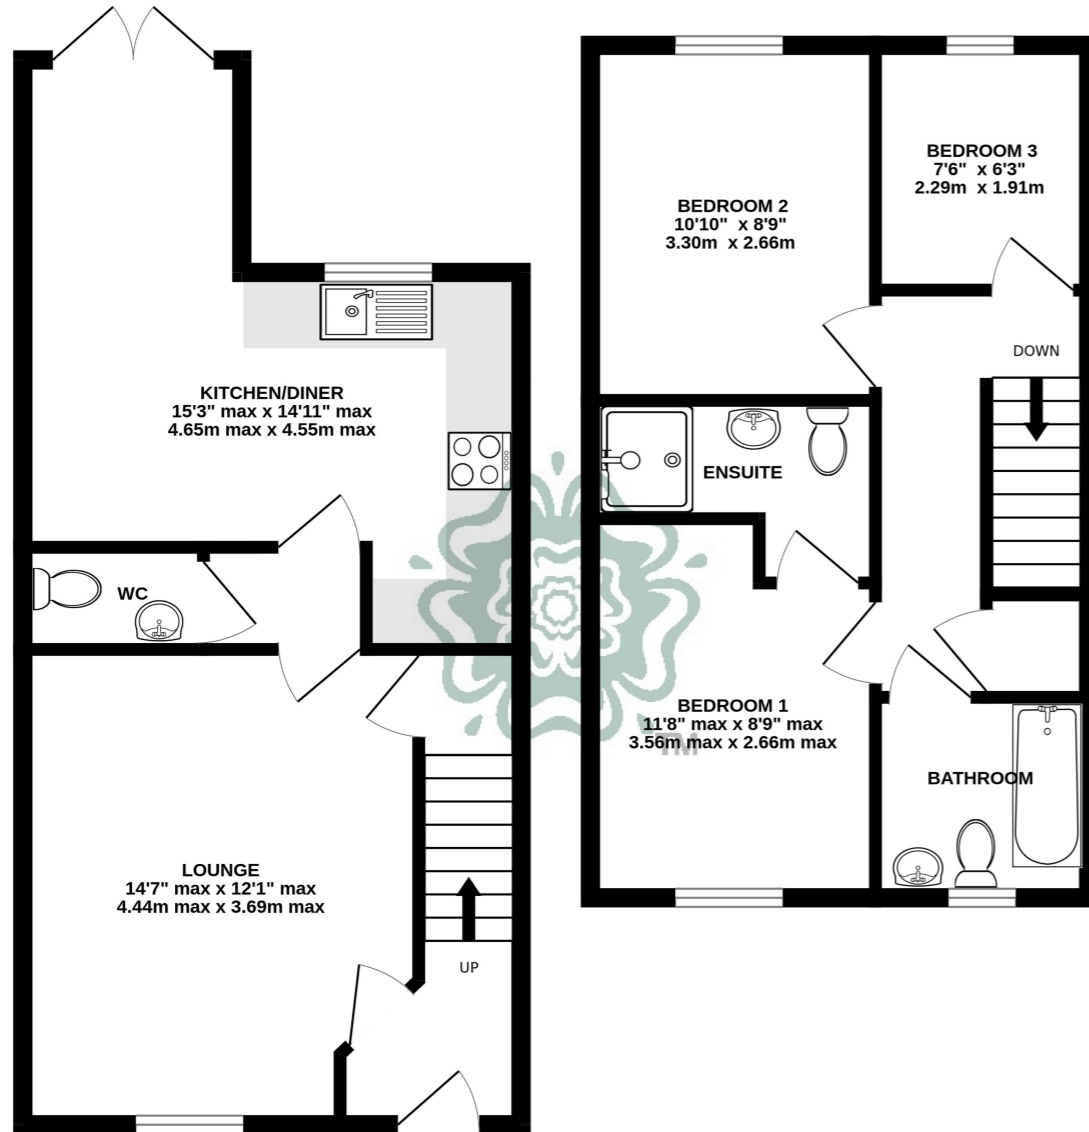 KITCHEN/DINER
15'3" max x 14'11" max
4.65m max x 4.55m max
WC
LOUNGE
14'7" max x 12'1" max
4.44m max x 3.69m max
UP
BEDROOM 2
10'10" x 8'9"
3.30m x 2.66m
BEDROOM 3
7'6" x 6'3"
2.29m x 1.91m
DOWN
ENSUITE
BEDROOM 1
11'8" max x 8'9" max
3.56m max x 2.66m max
TM
BATHROOM